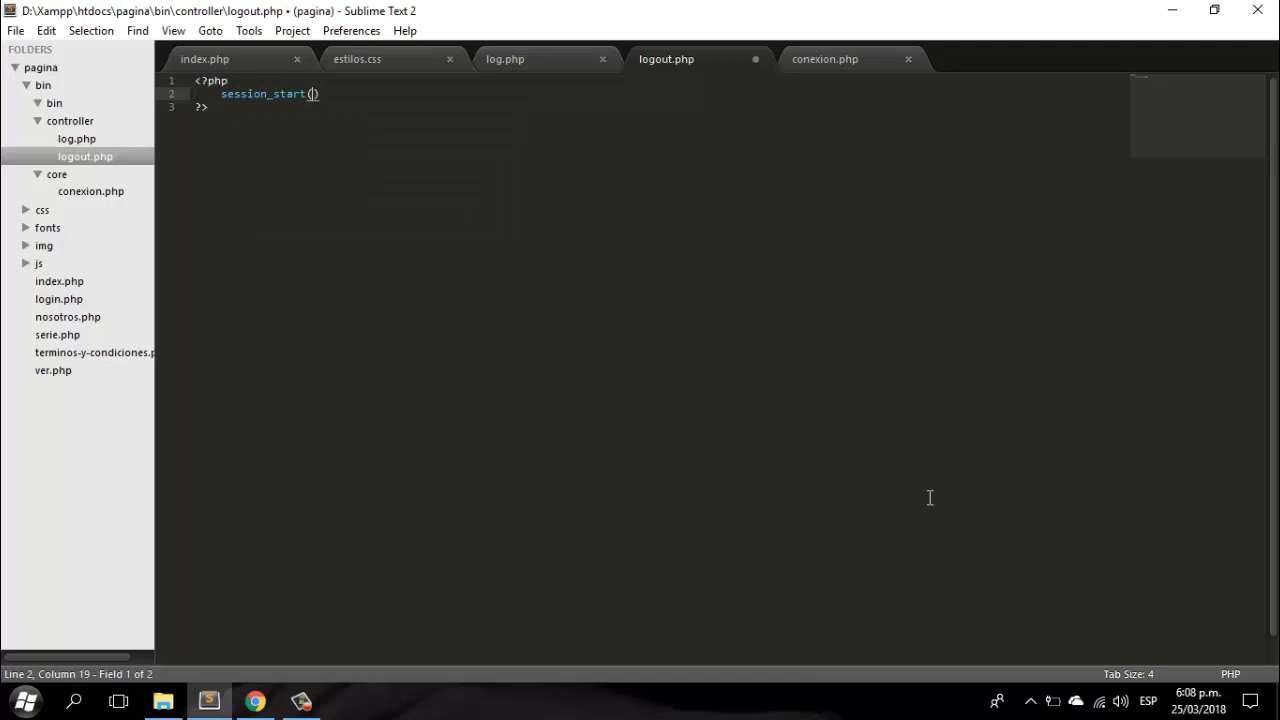 D:\Xampp\htdocs\pagina\bin\controller\logout.php • (pagina) - Sublime Text 2
File Edit Selection Find View Goto Tools Project Preferences Help
FOLDERS
pagina
bin
bin
controller
log.php
logout.php
core
conexion.php
css
fonts
img
js
index.php
login.php
nosotros.php
serie.php
terminos-y-condiciones.p
ver.php
index.php estilos.css log.php logout.php conexion.php
1 <?php
2 session_start()
3 ?>
Line 2, Column 19 - Field 1 of 2 Tab Size: 4 PHP
ESP
6:08 p.m.
25/03/2018